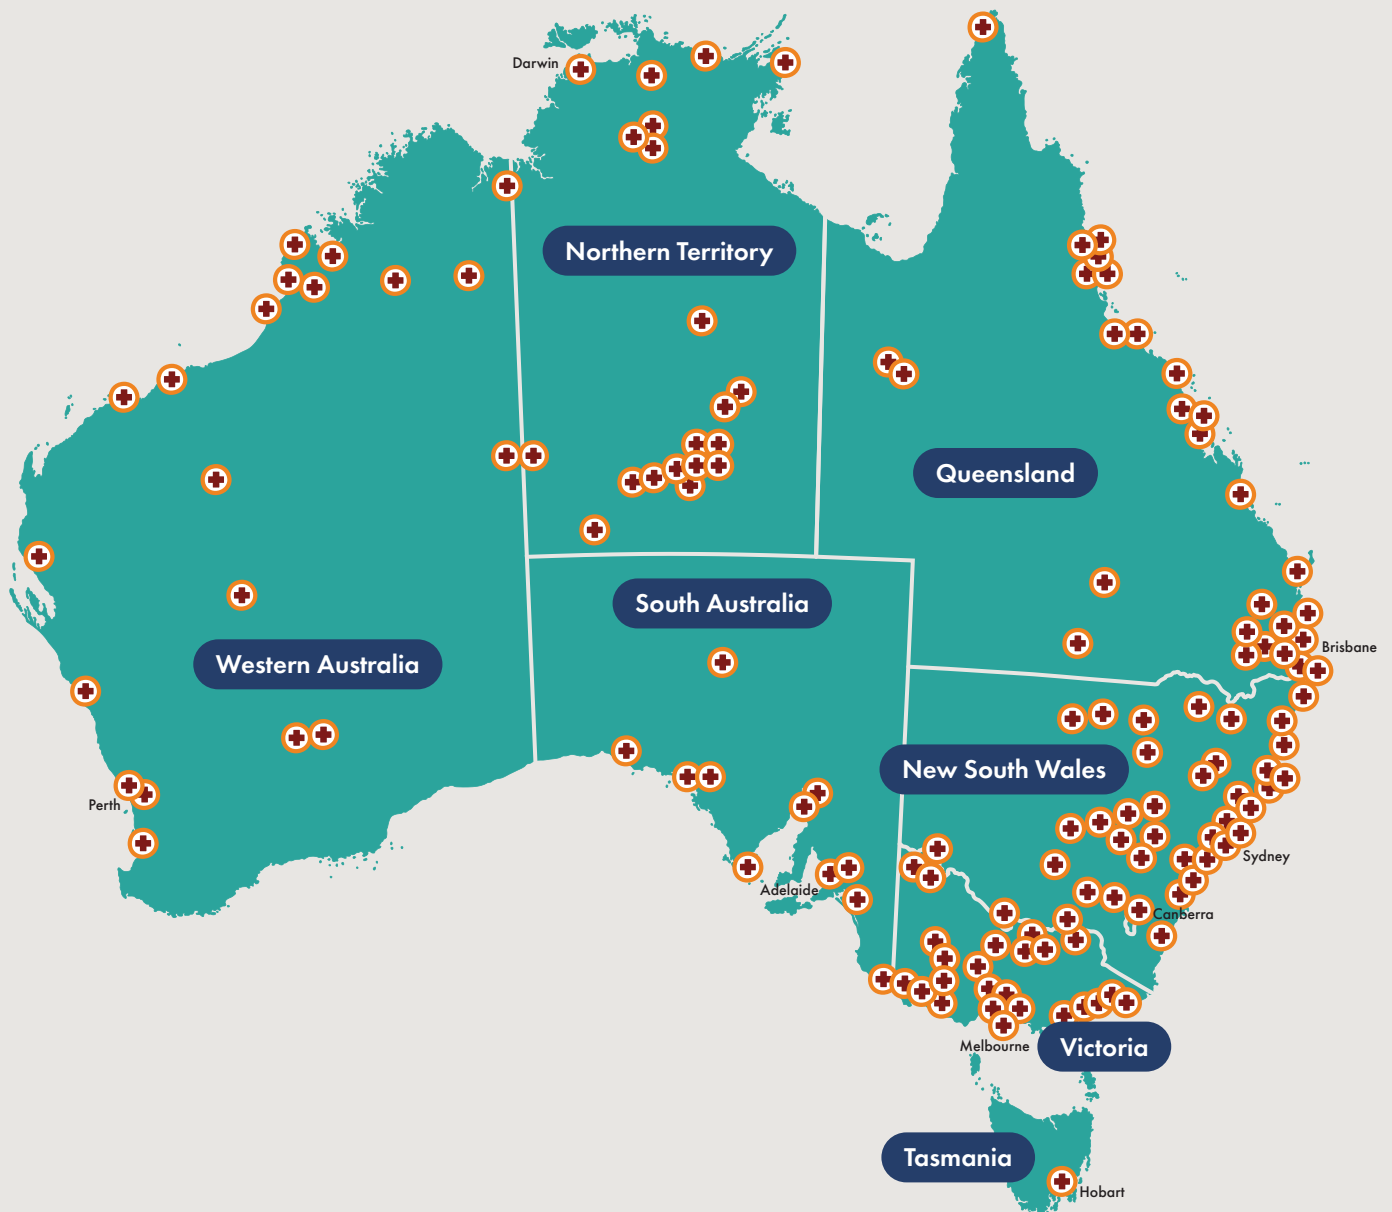 Darwin
Northern Territory
Queensland
South Australia
Brisbane
Western Australia
New South Wales
Perth
Sydney
Adelaide
Canberra
Melbourne
Victoria
Tasmania
Hobart